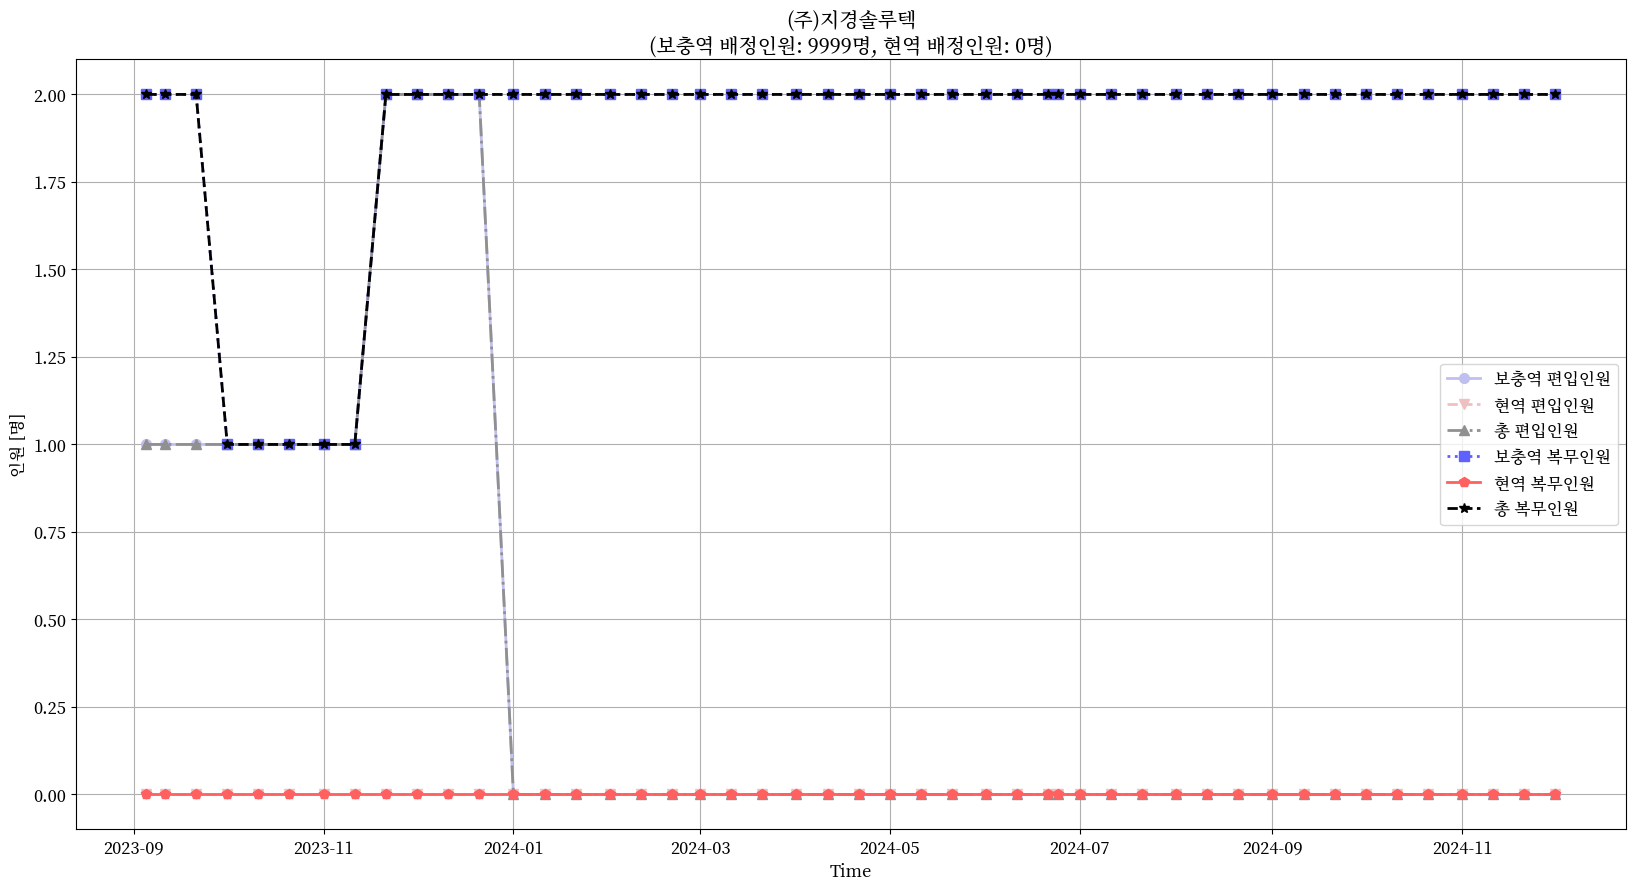 (주)지경솔루텍
(보충역 배정인원: 9999명, 현역 배정인원: 0명)
인원 [명]
2.00
1.75
1.50
1.25
1.00
0.75
0.50
0.25
0.00
보충역 편입인원
현역 편입인원
총 편입인원
보충역 복무인원
현역 복무인원
총 복무인원
2023-09
2023-11
2024-01
2024-03
2024-05
2024-07
2024-09
2024-11
Time